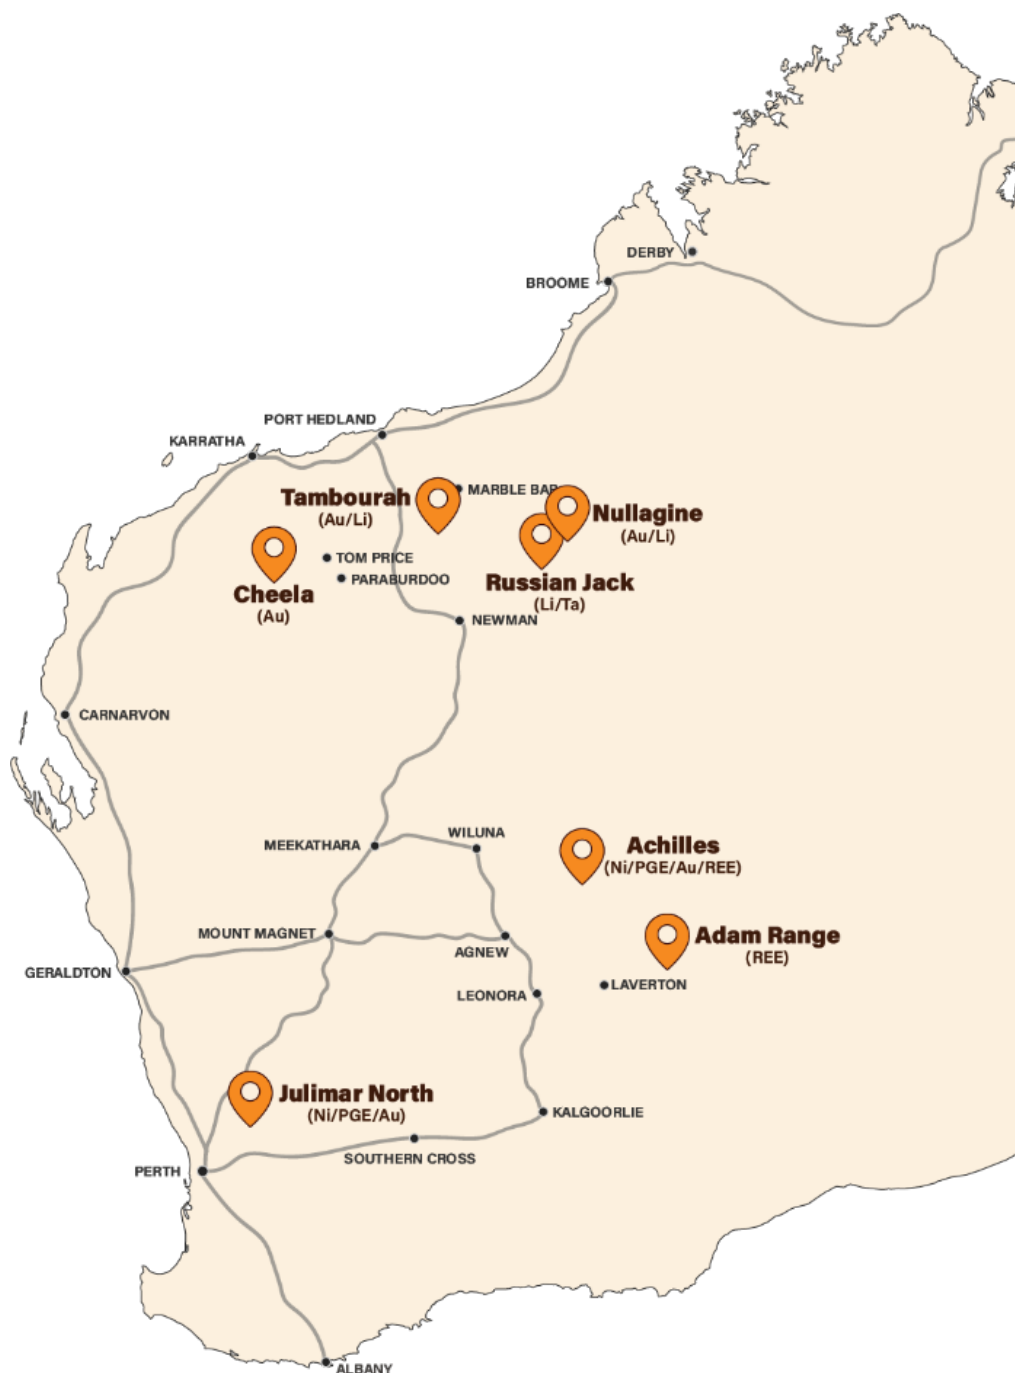 DERBY
BROOME
PORT HEDLAND
KARRATHA
MARBLE BAR
Tambourah
(Au/Li)
Nullagine
(Au/Li)
TOM PRICE
PARABURDOO
Russian Jack
(Li/Ta)
Cheela
(Au)
NEWMAN
CARNARVON
MEEKATHARA
WILUNA
Achilles
(Ni/PGE/Au/REE)
MOUNT MAGNET
AGNEW
Adam Range
(REE)
GERALDTON
LEONORA
LAVERTON
Julimar North
(Ni/PGE/Au)
KALGOORLIE
SOUTHERN CROSS
PERTH
ALBANY